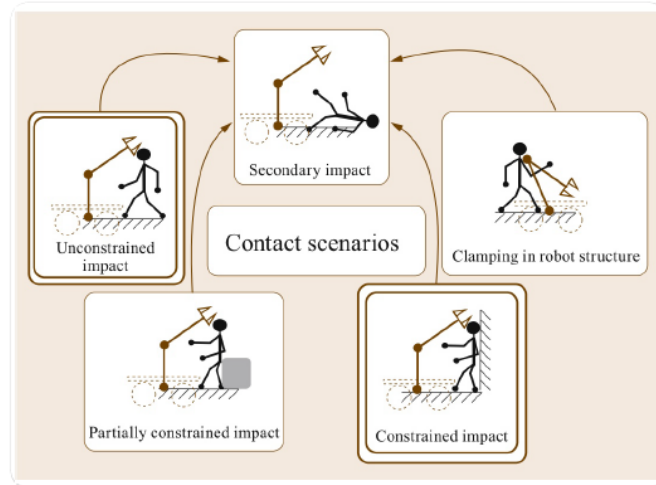 Secondary impact
Unconstrained
impact
Contact scenarios
Clamping in robot structure
Partially constrained impact
Constrained impact